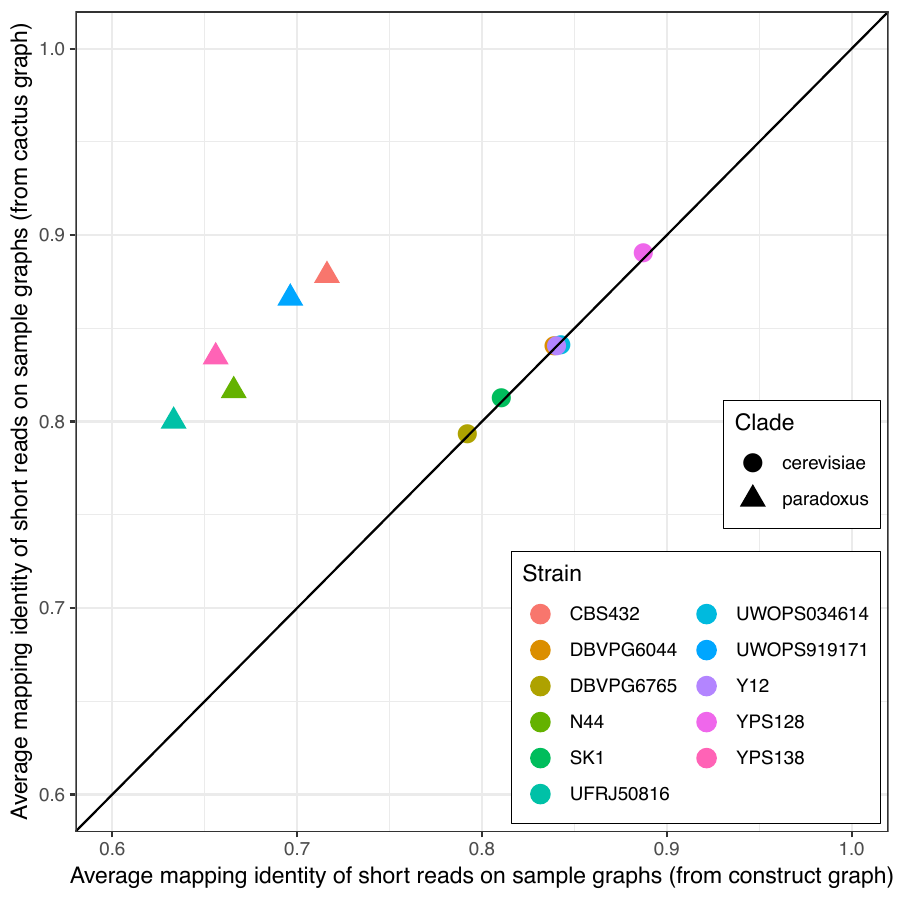 Average mapping identity of short reads on sample graphs (from cactus graph)
1.0
0.9
0.8
0.7
0.6
Clade
cerevisiae
paradoxus
Strain
CBS432
DBVPG6044
DBVPG6765
N44
SK1
UFRJ50816
UWOPS034614
UWOPS919171
Y12
YPS128
YPS138
0.6 0.7 0.8 0.9 1.0
Average mapping identity of short reads on sample graphs (from construct graph)